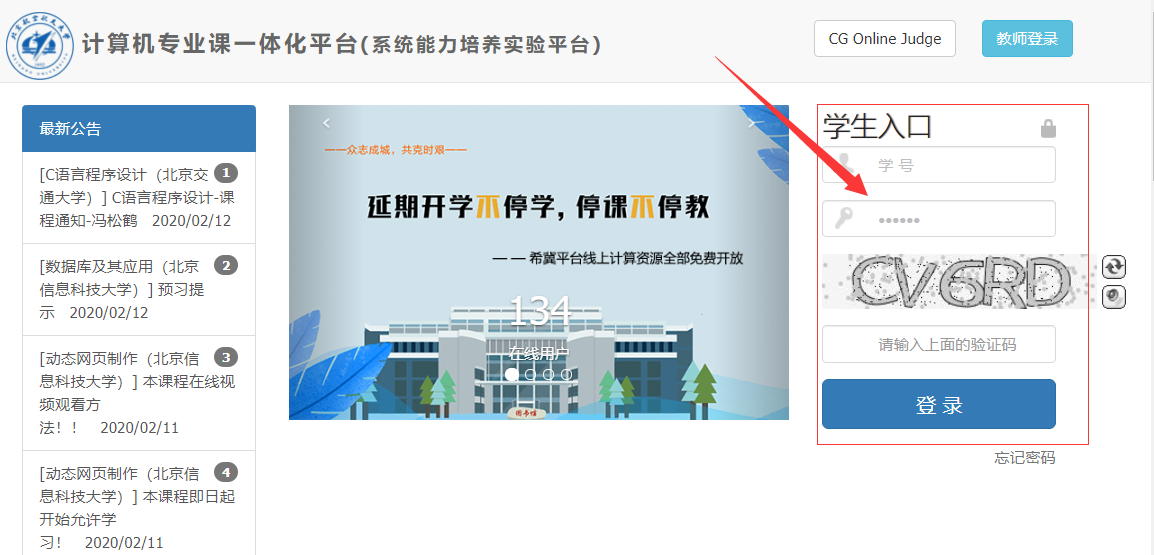 计算机专业课一体化平台(系统能力培养实验平台)
CG Online Judge
教师登录
最新公告
[C语言程序设计（北京交 1
通大学）] C语言程序设计-课
程通知-冯松鹤 2020/02/12
[数据库及其应用（北京 2
信息科技大学）] 预习提
示 2020/02/12
[动态网页制作（北京信 3
息科技大学）] 本课程在线视
频观看方
法！！ 2020/02/11
[动态网页制作（北京信 4
息科技大学）] 本课程即日起
开始允许学
习！ 2020/02/11
——众志成城，共克时艰——
延期开学不停学, 停课不停教
—— 希冀平台线上计算资源全部免费开放
134
在线用户
图书馆
学生入口
学 号
••••••
CV6RD
请输入上面的验证码
登 录
忘记密码